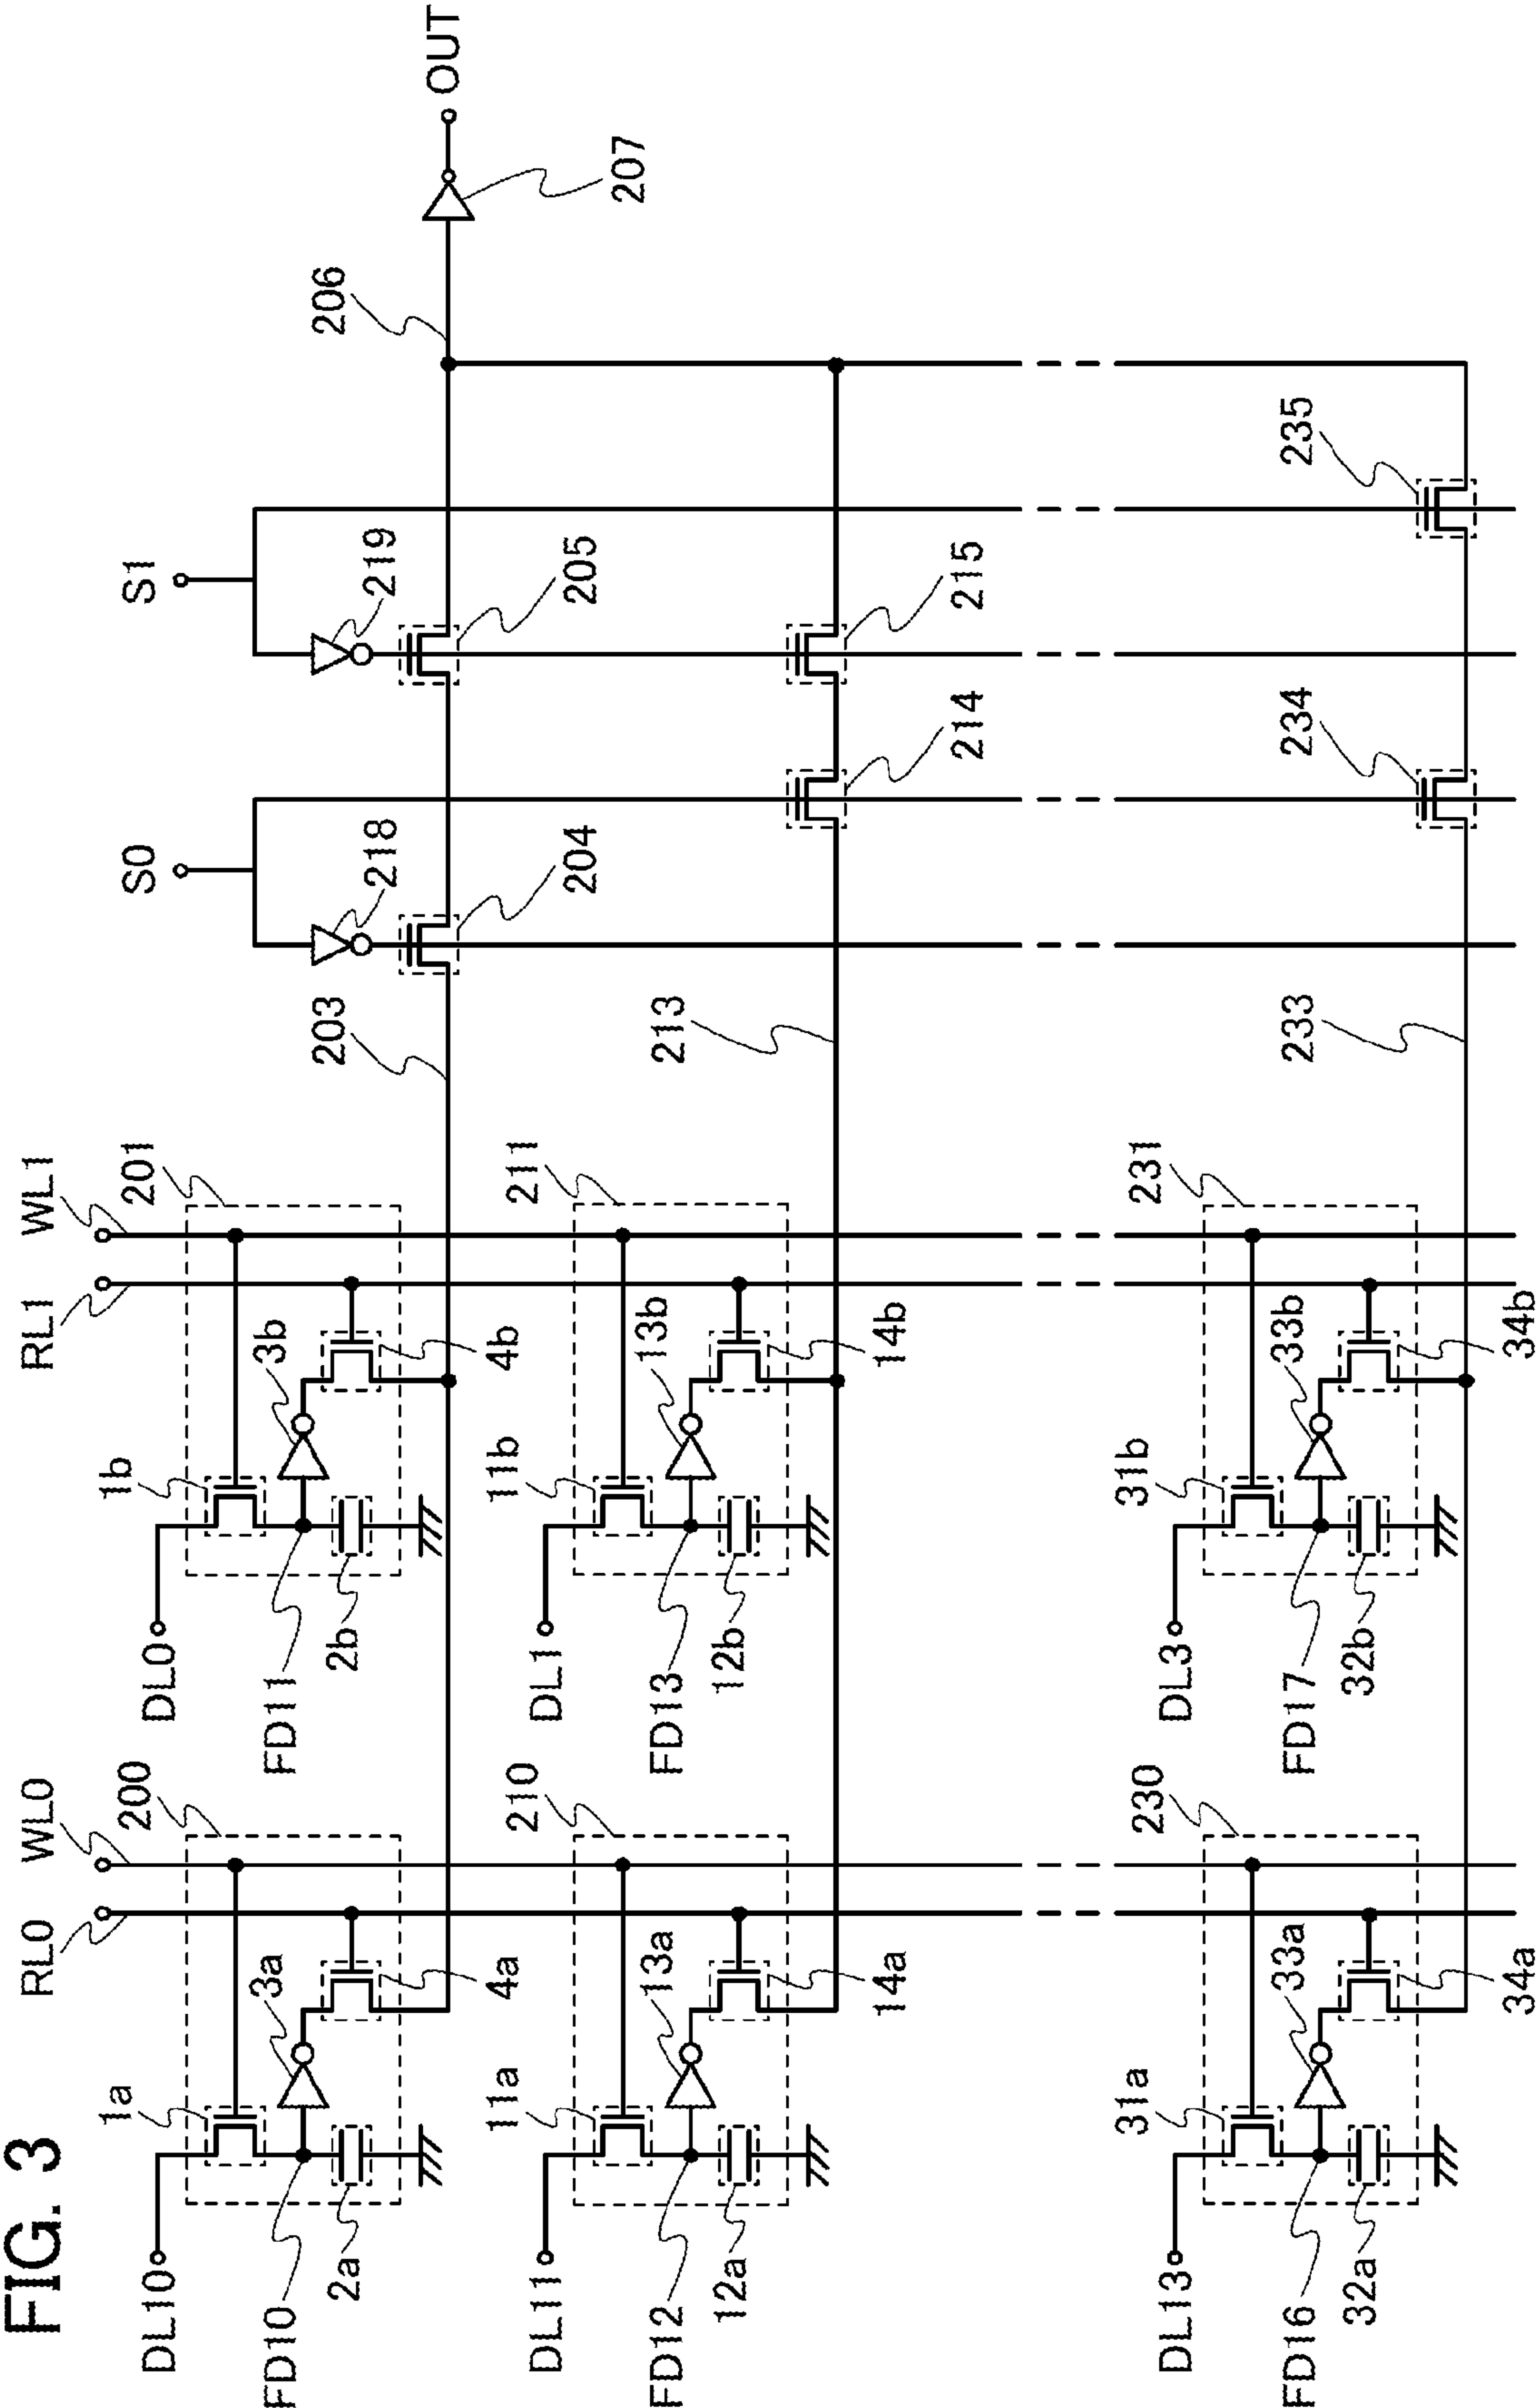 FIG. 3
RL0
WL0
RL1
WL1
DL10
1a
200
DL0
1b
201
S0
S1
FD10
3a
FD11
3b
203
218
219
206
OUT
2a
4a
2b
4b
204
205
207
DL11
11a
210
DL1
11b
211
FD12
13a
FD13
13b
213
12a
14a
12b
14b
214
215
DL13
31a
230
DL3
31b
231
FD16
33a
FD17
33b
233
234
235
32a
34a
32b
34b